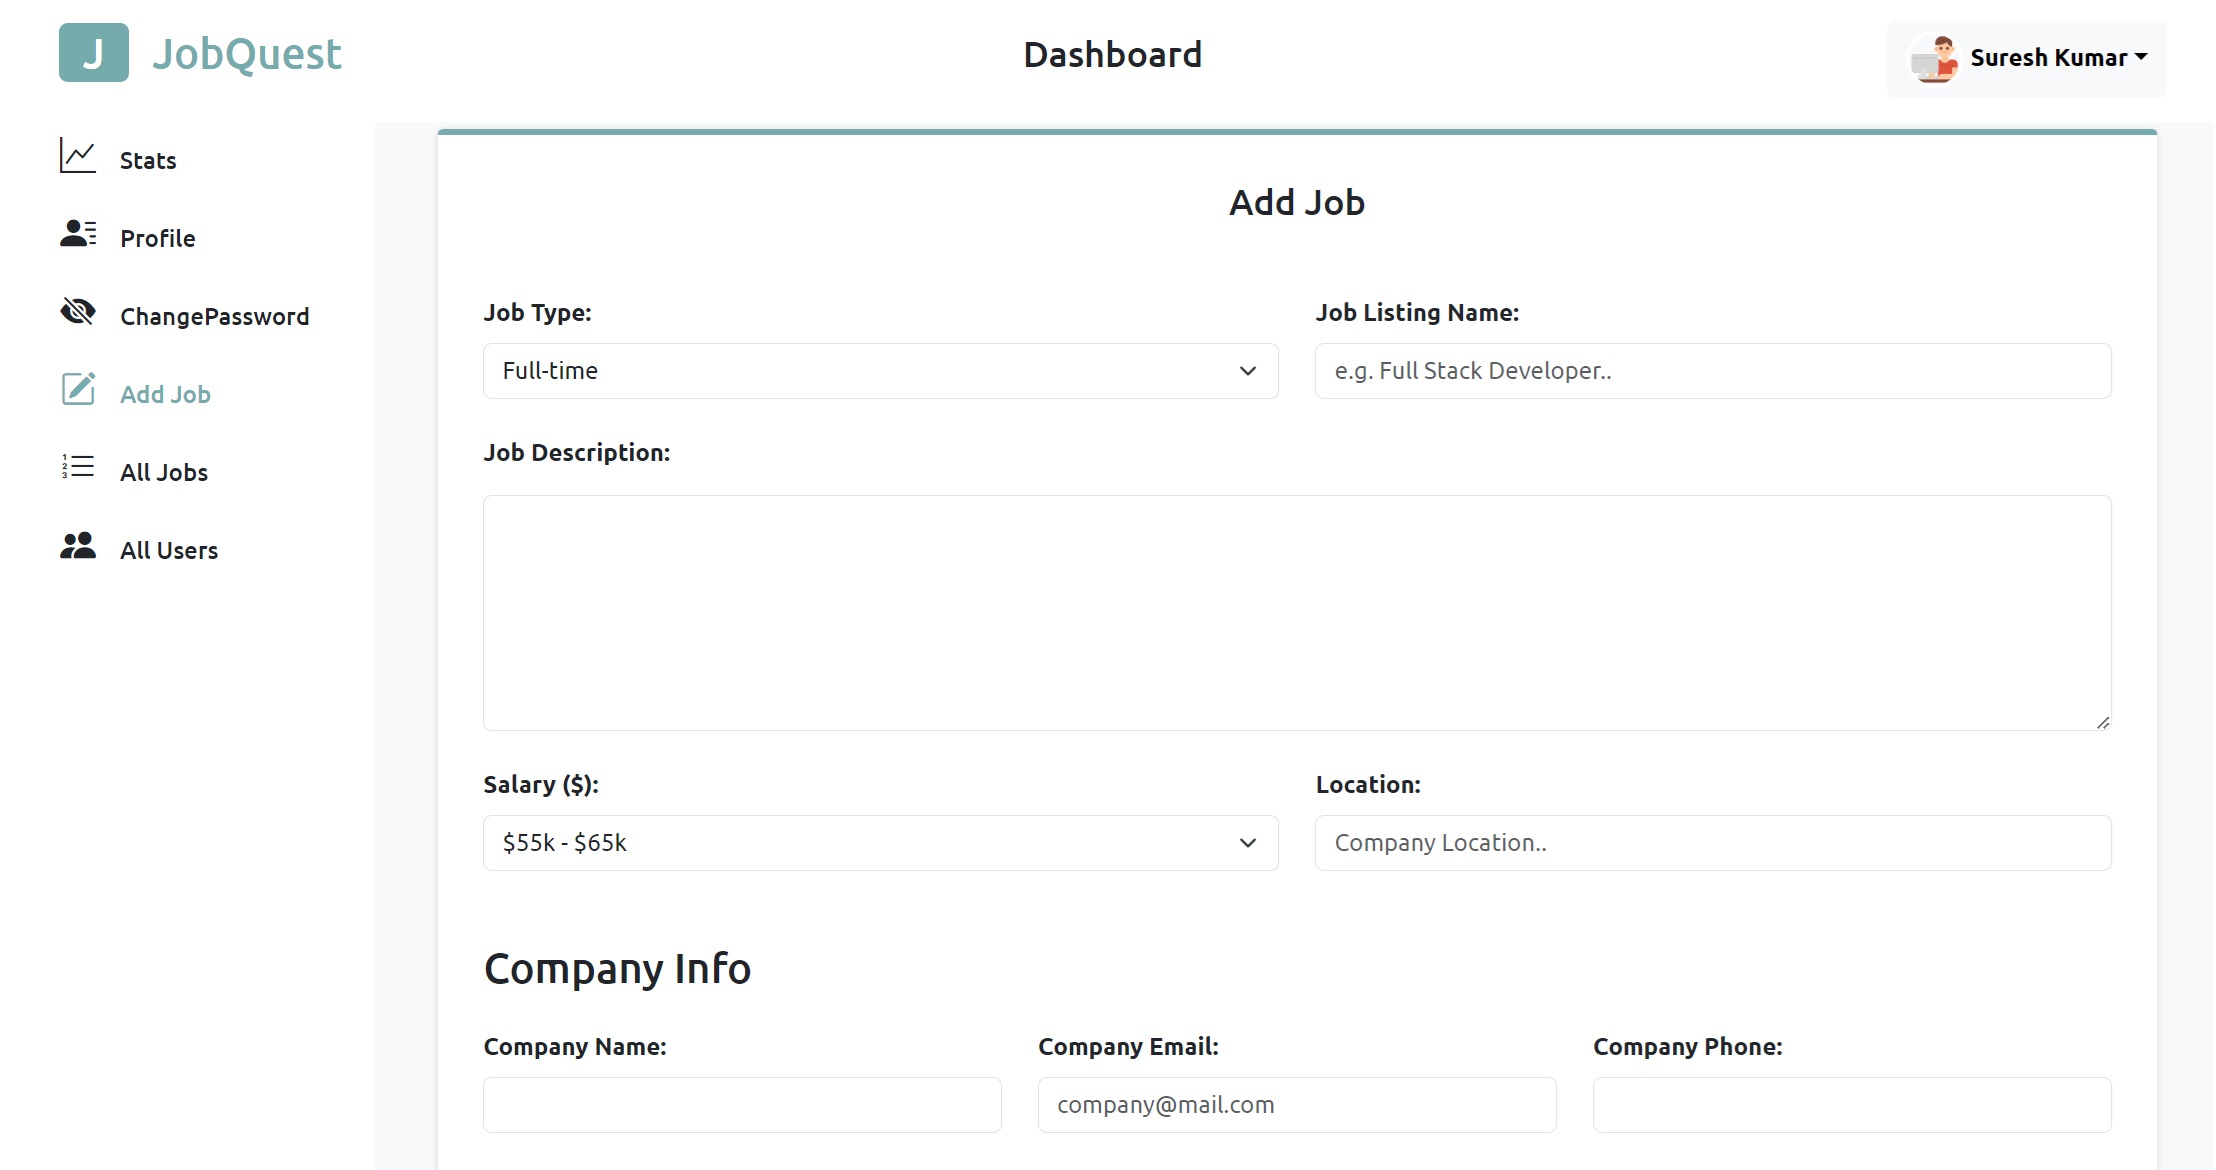 J JobQuest
Dashboard
Suresh Kumar
Stats
Profile
ChangePassword
Add Job
All Jobs
All Users
Add Job
Job Type:
Full-time
Job Listing Name:
e.g. Full Stack Developer..
Job Description:
Salary ($):
$55k - $65k
Location:
Company Location..
Company Info
Company Name:
Company Email:
company@mail.com
Company Phone: